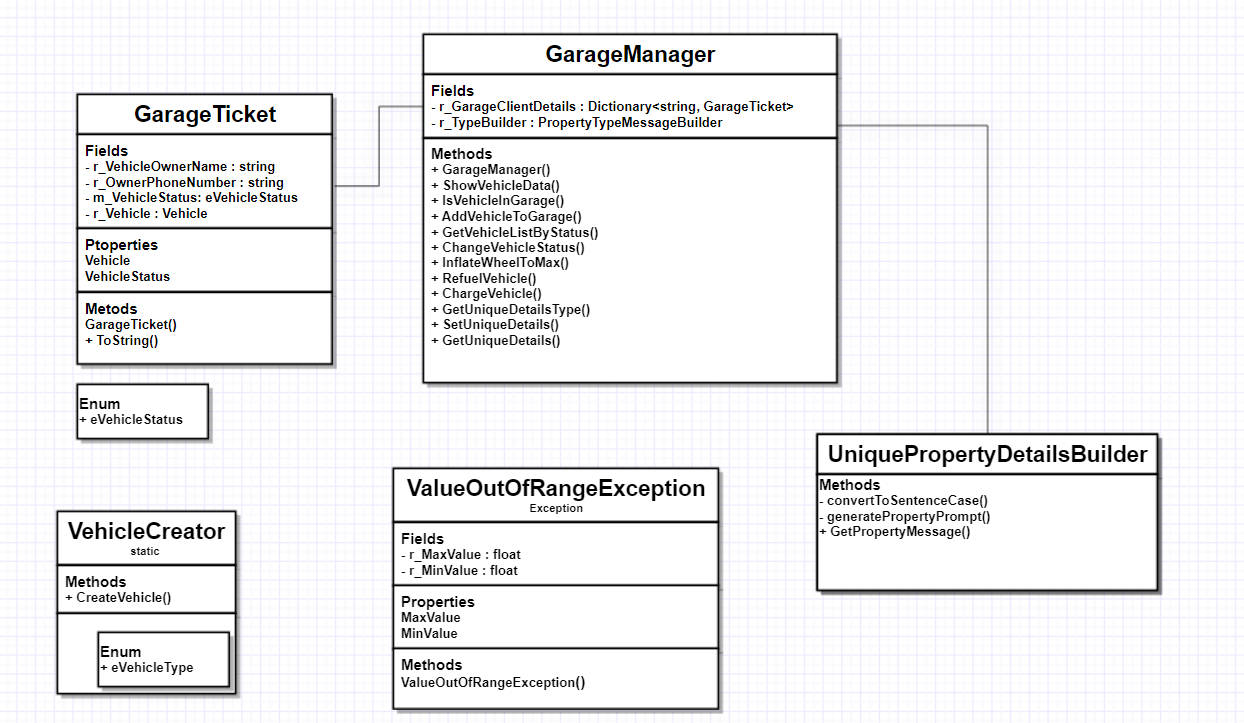 GarageManager
Fields
- r_GarageClientDetails : Dictionary<string, GarageTicket>
- r_TypeBuilder : PropertyTypeMessageBuilder
Methods
+ GarageManager()
+ ShowVehicleData()
+ IsVehicleInGarage()
+ AddVehicleToGarage()
+ GetVehicleListByStatus()
+ ChangeVehicleStatus()
+ InflateWheelToMax()
+ RefuelVehicle()
+ ChargeVehicle()
+ GetUniqueDetailsType()
+ SetUniqueDetails()
+ GetUniqueDetails()
GarageTicket
Fields
- r_VehicleOwnerName : string
- r_OwnerPhoneNumber : string
- m_VehicleStatus: eVehicleStatus
- r_Vehicle : Vehicle
Ptoperties
Vehicle
VehicleStatus
Metods
GarageTicket()
+ ToString()
Enum
+ eVehicleStatus
UniquePropertyDetailsBuilder
Methods
- convertToSentenceCase()
- generatePropertyPrompt()
+ GetPropertyMessage()
ValueOutOfRangeException
Exception
Fields
- r_MaxValue : float
- r_MinValue : float
Properties
MaxValue
MinValue
Methods
ValueOutOfRangeException()
VehicleCreator
static
Methods
+ CreateVehicle()
Enum
+ eVehicleType